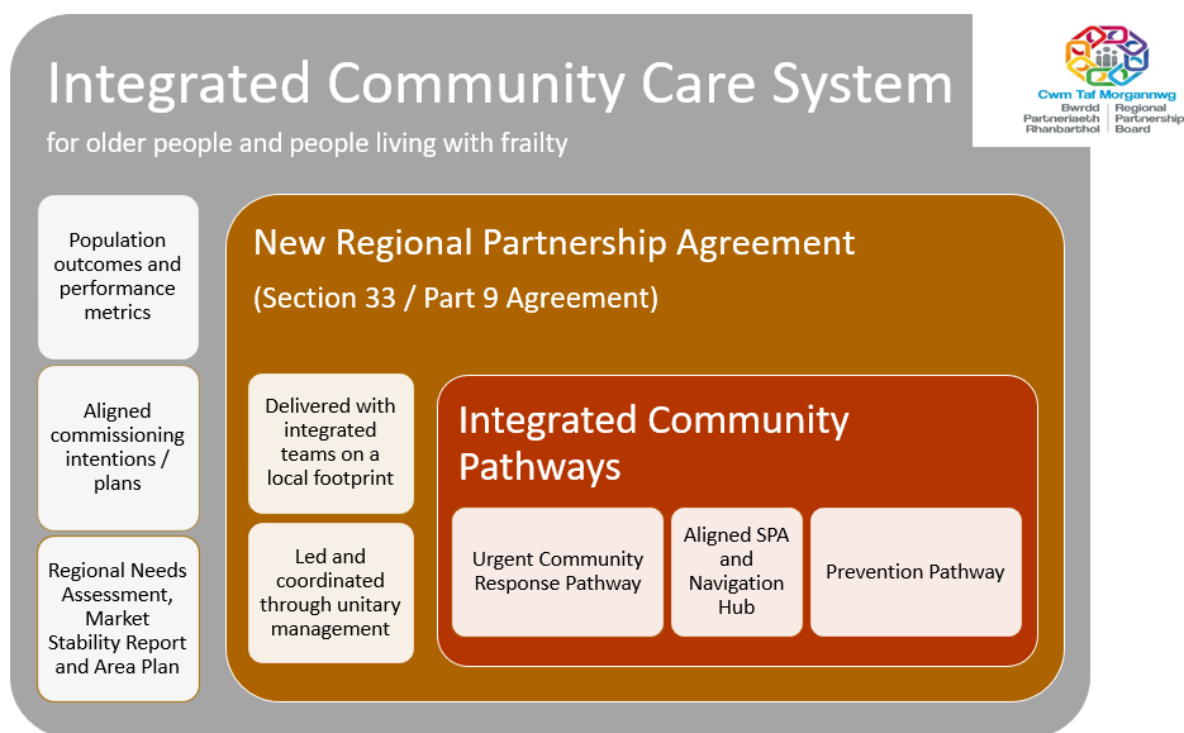 Integrated Community Care System
for older people and people living with frailty
Cwm Taf Morgannwg
Bwrdd
Partneriaeth
Rhanbarthol
Regional
Partnership
Board
Population
outcomes and
performance
metrics
Aligned
commissioning
intentions /
plans
Regional Needs
Assessment,
Market
Stability Report
and Area Plan
New Regional Partnership Agreement
(Section 33 / Part 9 Agreement)
Delivered with
integrated
teams on a
local footprint
Led and
coordinated
through unitary
management
Integrated Community
Pathways
Urgent Community
Response Pathway
Aligned SPA
and
Navigation
Hub
Prevention Pathway